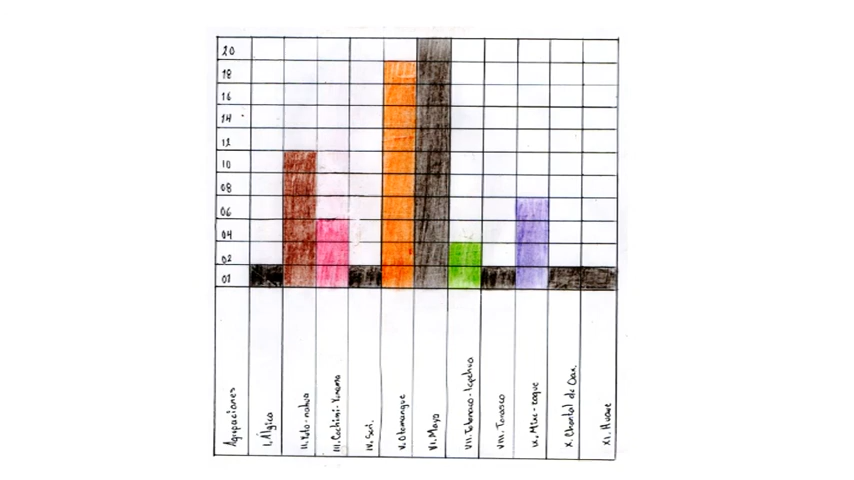 20
18
16
14
12
10
08
06
04
02
01
Agrupaciones
I. Álgica
II. Yuto-nahua
III. Cochimí-Yumana
IV. Seri.
V. Otomangue
VI. Maya
VII. Totonaco-tepehua
VIII. Tarasco
IX. Mixe-zoque
X. Chontal de Oax.
XI. Huave